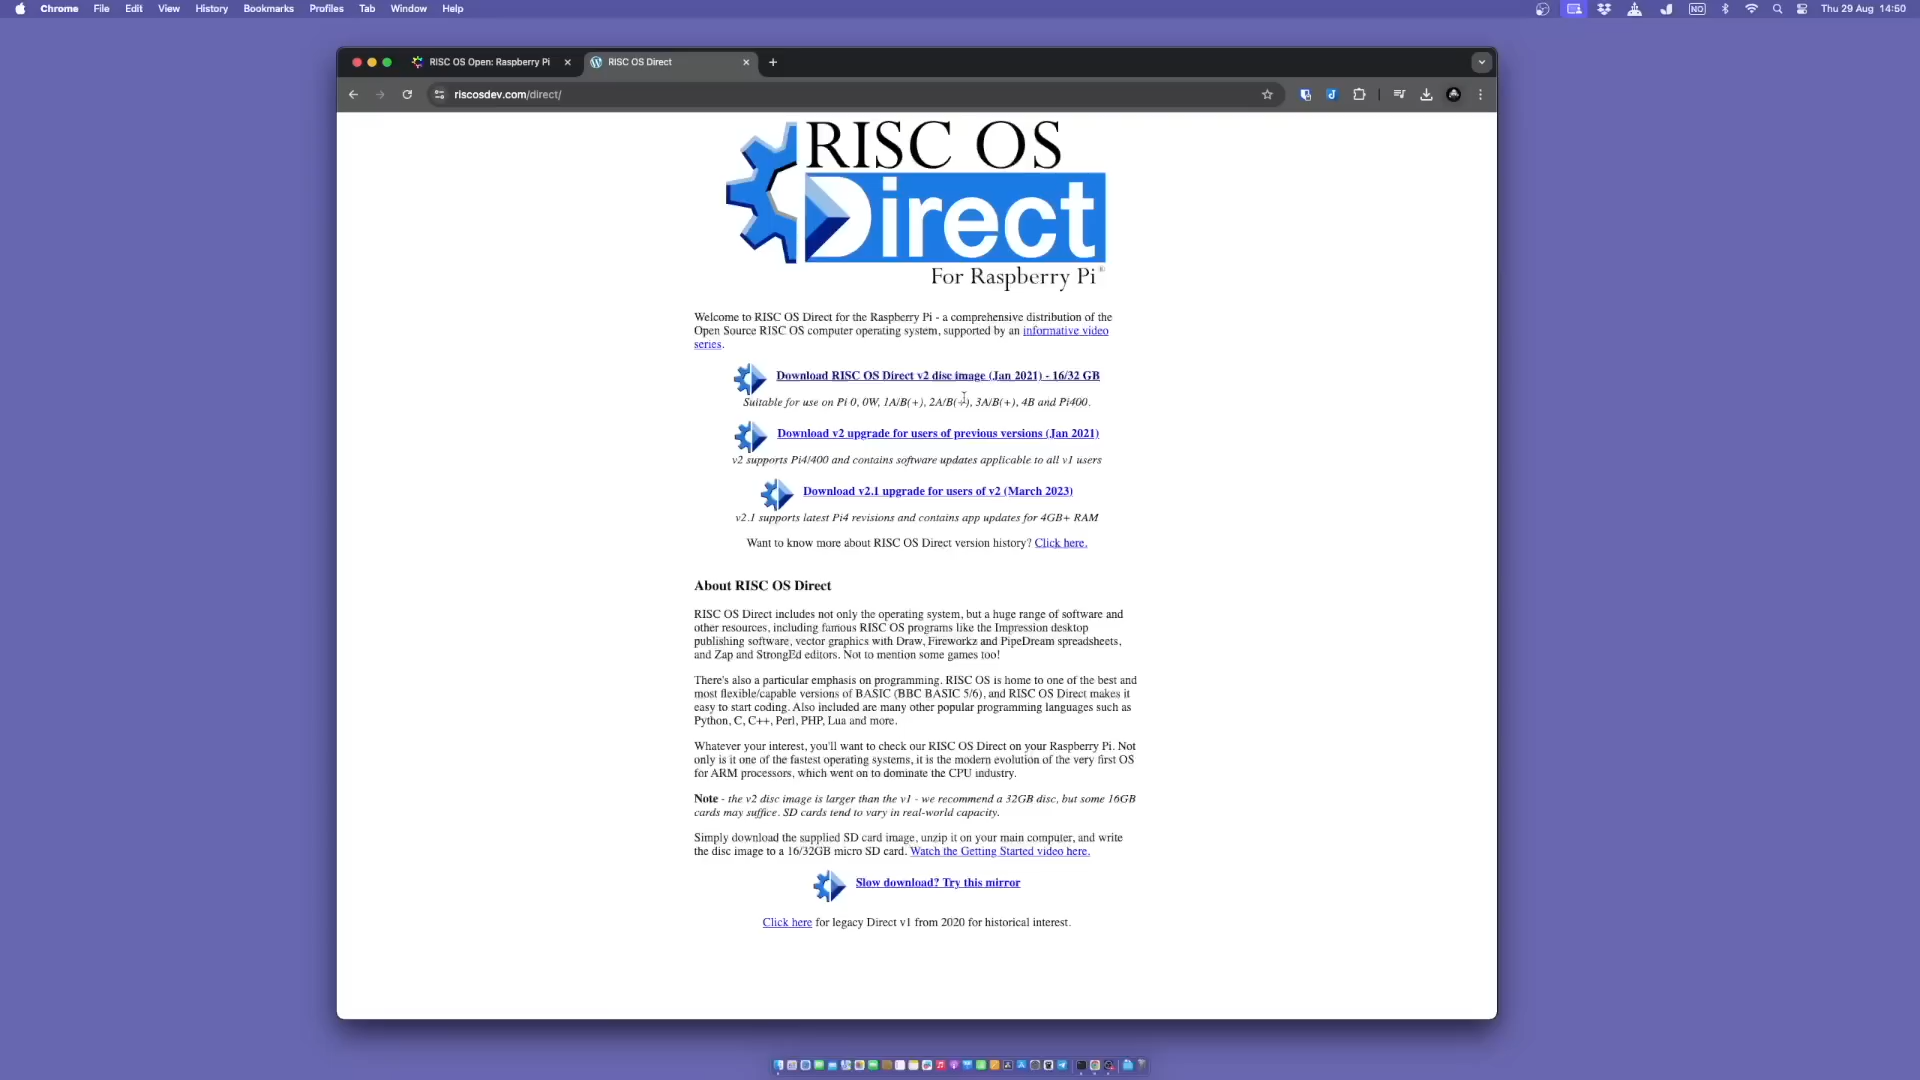 Chrome File Edit View History Bookmarks Profiles Tab Window Help NO Thu 29 Aug 14:50
RISC OS Open: Raspberry Pi RISC OS Direct
riscosdev.com/direct/
RISC OS
Direct
For Raspberry Pi®
Welcome to RISC OS Direct for the Raspberry Pi - a comprehensive distribution of the
Open Source RISC OS computer operating system, supported by an informative video
series.
Download RISC OS Direct v2 disc image (Jan 2021) - 16/32 GB
Suitable for use on Pi 0, 0W, 1A/B(+), 2A/B(+), 3A/B(+), 4B and Pi400.
Download v2 upgrade for users of previous versions (Jan 2021)
v2 supports Pi4/400 and contains software updates applicable to all v1 users
Download v2.1 upgrade for users of v2 (March 2023)
v2.1 supports latest Pi4 revisions and contains app updates for 4GB+ RAM
Want to know more about RISC OS Direct version history? Click here.
About RISC OS Direct
RISC OS Direct includes not only the operating system, but a huge range of software and
other resources, including famous RISC OS programs like the Impression desktop
publishing software, vector graphics with Draw, Fireworkz and PipeDream spreadsheets,
and Zap and StrongEd editors. Not to mention some games too!
There's also a particular emphasis on programming. RISC OS is home to one of the best and
most flexible/capable versions of BASIC (BBC BASIC 5/6), and RISC OS Direct makes it
easy to start coding. Also included are many other popular programming languages such as
Python, C, C++, Perl, PHP, Lua and more.
Whatever your interest, you'll want to check our RISC OS Direct on your Raspberry Pi. Not
only is it one of the fastest operating systems, it is the modern evolution of the very first OS
for ARM processors, which went on to dominate the CPU industry.
Note - the v2 disc image is larger than the v1 - we recommend a 32GB disc, but some 16GB
cards may suffice. SD cards tend to vary in real-world capacity.
Simply download the supplied SD card image, unzip it on your main computer, and write
the disc image to a 16/32GB micro SD card. Watch the Getting Started video here.
Slow download? Try this mirror
Click here for legacy Direct v1 from 2020 for historical interest.